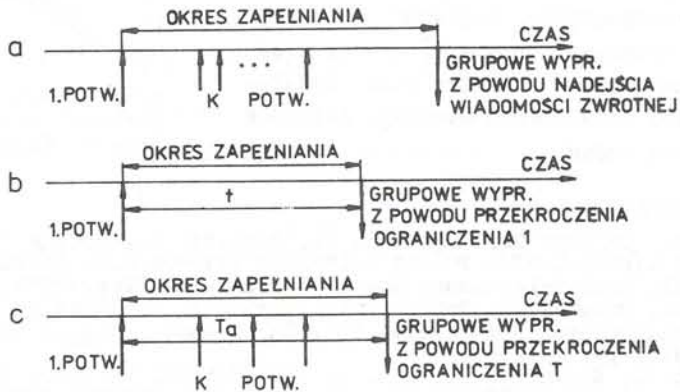 OKRES ZAPEŁNIANIA
CZAS
a
1.POTW.
K
...
POTW.
GRUPOWE WYPR.
Z POWODU NADEJŚCIA
WIADOMOŚCI ZWROTNEJ
OKRES ZAPEŁNIANIA
CZAS
b
t
1.POTW.
GRUPOWE WYPR.
Z POWODU PRZEKROCZENIA
OGRANICZENIA 1
OKRES ZAPEŁNIANIA
CZAS
c
Ta
1.POTW.
K POTW.
GRUPOWE WYPR.
Z POWODU PRZEKROCZENIA
OGRANICZENIA T